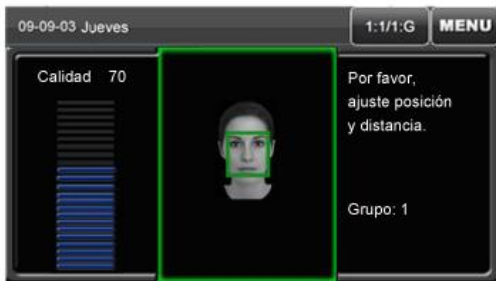 09-09-03 Jueves
1:1/1:G
MENU
Calidad 70
Por favor,
ajuste posición
y distancia.
Grupo: 1